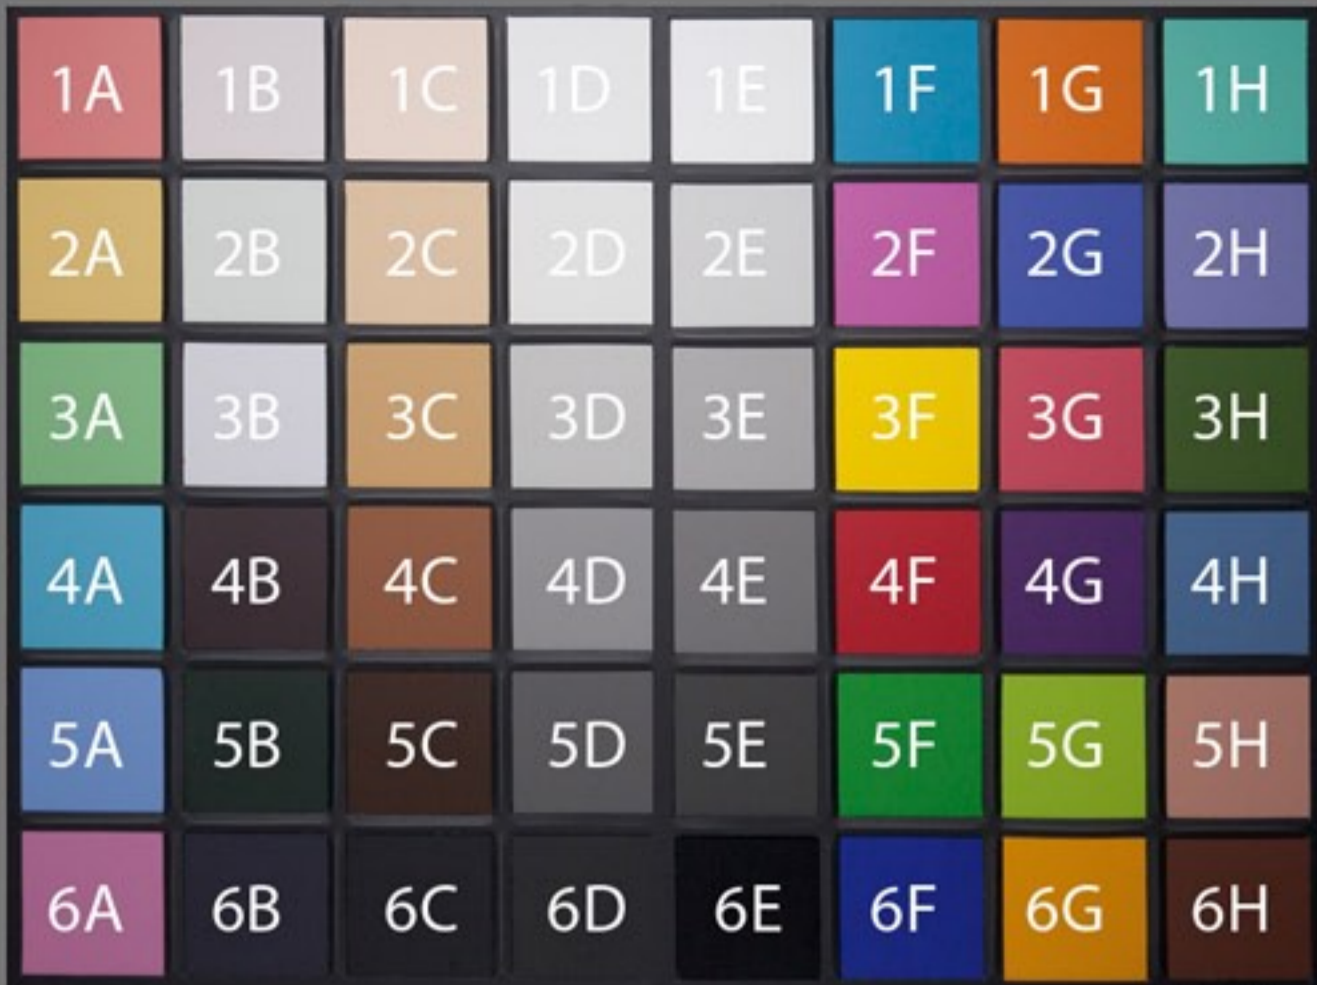 1A 1B 1C 1D 1E 1F 1G 1H
2A 2B 2C 2D 2E 2F 2G 2H
3A 3B 3C 3D 3E 3F 3G 3H
4A 4B 4C 4D 4E 4F 4G 4H
5A 5B 5C 5D 5E 5F 5G 5H
6A 6B 6C 6D 6E 6F 6G 6H